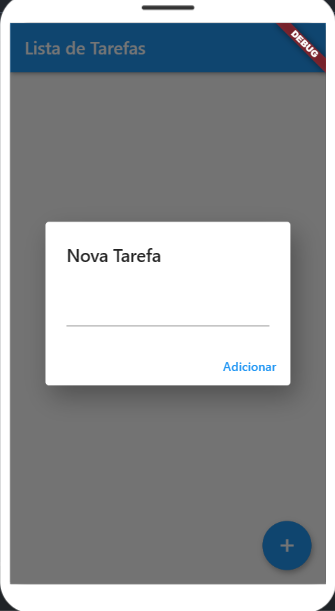 Lista de Tarefas
DEBUG
Nova Tarefa
Adicionar
+